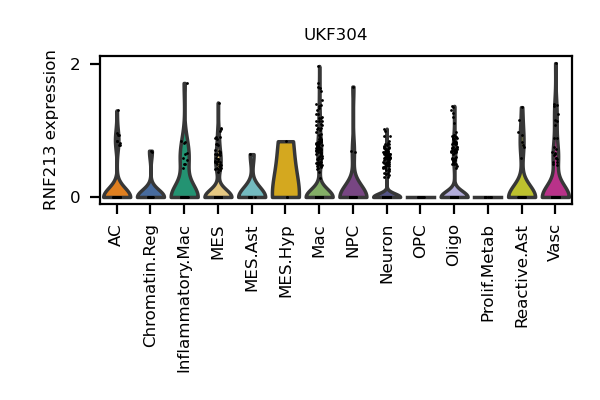 UKF304
RNF213 expression
2
0
AC
Chromatin.Reg
Inflammatory.Mac
MES
MES.Ast
MES.Hyp
Mac
NPC
Neuron
OPC
Oligo
Prolif.Metab
Reactive.Ast
Vasc